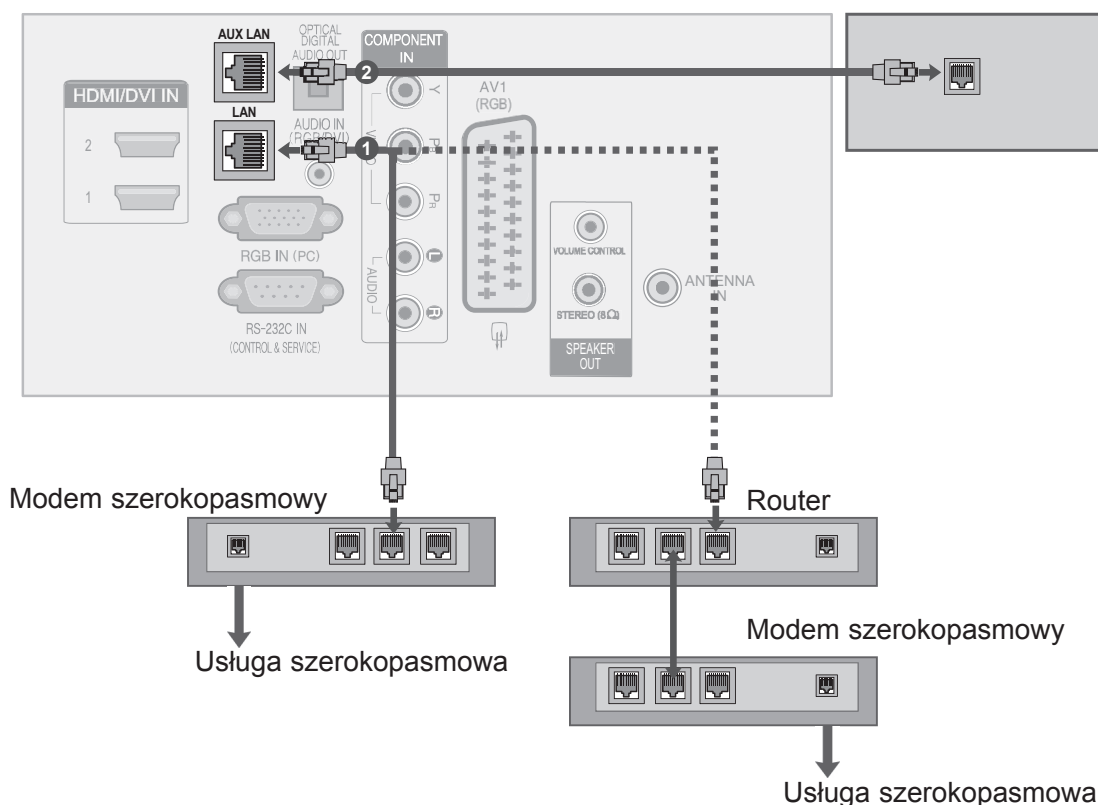 AUX LAN
OPTICAL
DIGITAL
AUDIO OUT
COMPONENT
IN
2
HDMI/DVI IN
Y
AV1
(RGB)
LAN
AUDIO IN
(RGB/DVI)
2
1
VIDEO
PB
1
PR
RGB IN (PC)
L
AUDIO
VOLUME CONTROL
ANTENNA
IN
R
STEREO (8Ω)
RS-232C IN
(CONTROL & SERVICE)
SPEAKER
OUT
Modem szerokopasmowy
Router
Usługa szerokopasmowa
Modem szerokopasmowy
Usługa szerokopasmowa